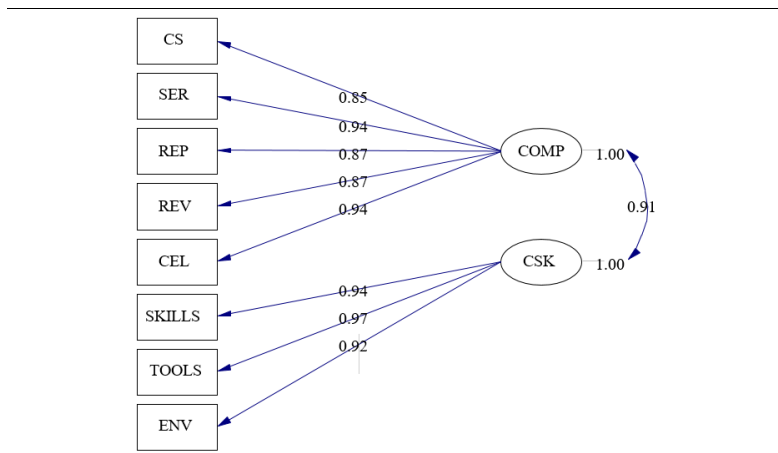 CS
SER
REP
REV
CEL
SKILLS
TOOLS
ENV
0.85
0.94
0.87
0.87
0.94
0.94
0.97
0.92
COMP
CSK
1.00
0.91
1.00